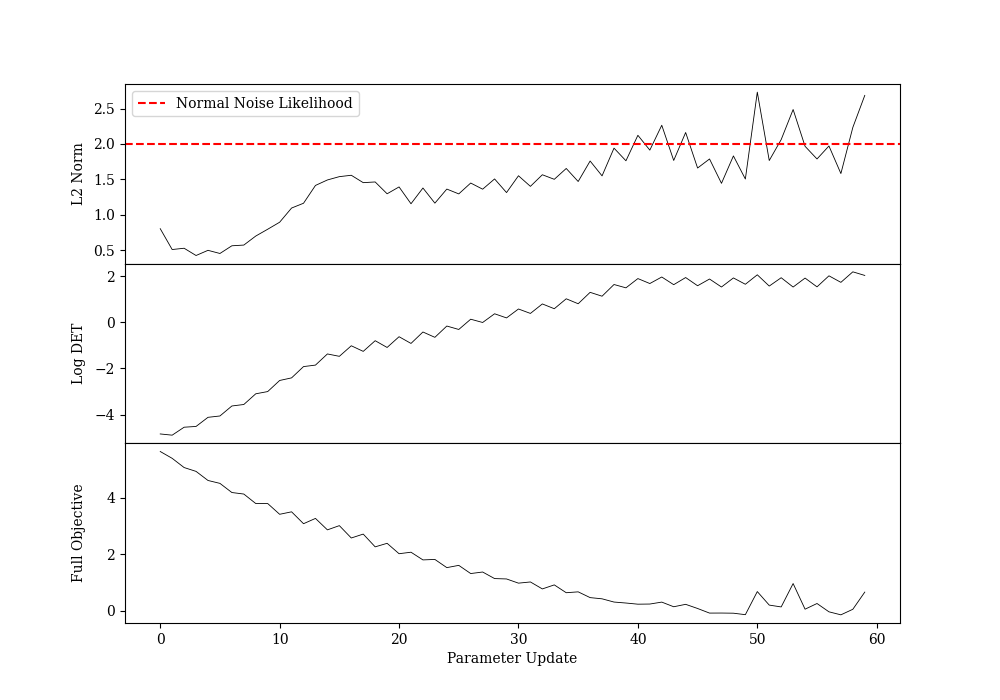 Normal Noise Likelihood
L2 Norm
2.5
2.0
1.5
1.0
0.5
Log DET
2
0
−2
−4
Full Objective
4
2
0
0 10 20 30 40 50 60
Parameter Update